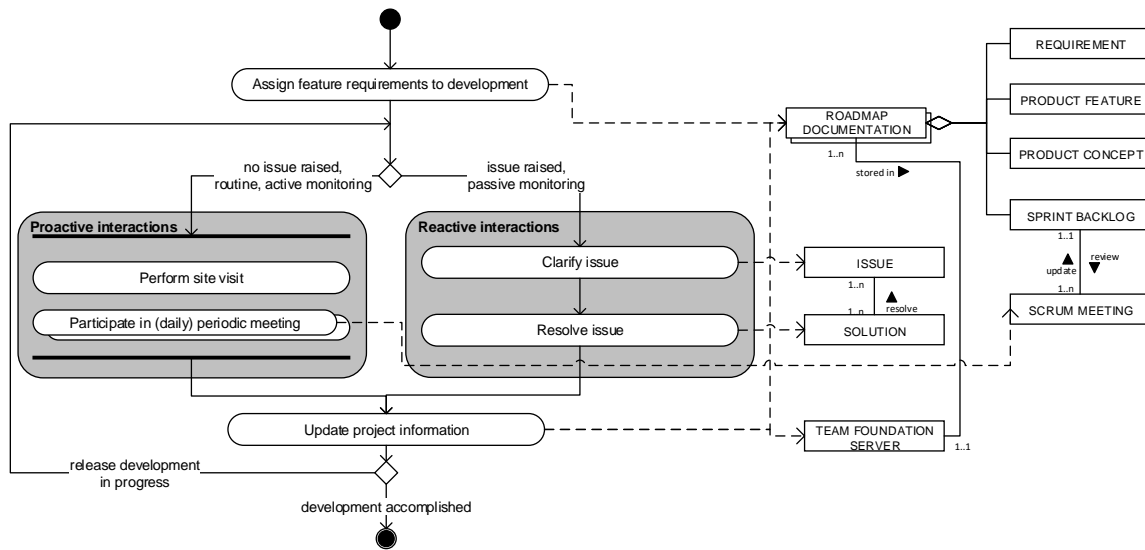 Assign feature requirements to development
no issue raised,
routine, active monitoring
issue raised,
passive monitoring
Proactive interactions
Perform site visit
Participate in (daily) periodic meeting
Reactive interactions
Clarify issue
Resolve issue
Update project information
release development
in progress
development accomplished
ROADMAP
DOCUMENTATION
1..n
stored in ►
REQUIREMENT
PRODUCT FEATURE
PRODUCT CONCEPT
SPRINT BACKLOG
1..1
▲ review
update ▼
1..n
SCRUM MEETING
ISSUE
1..n
▲
1..n resolve
SOLUTION
TEAM FOUNDATION
SERVER
1..1